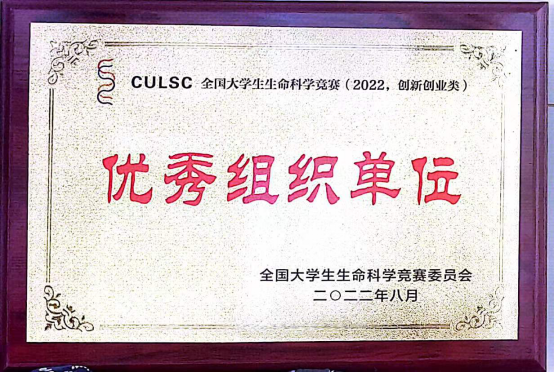 CULSC 全国大学生生命科学竞赛（2022，创新创业类）
优秀组织单位
全国大学生生命科学竞赛委员会
二〇二二年八月